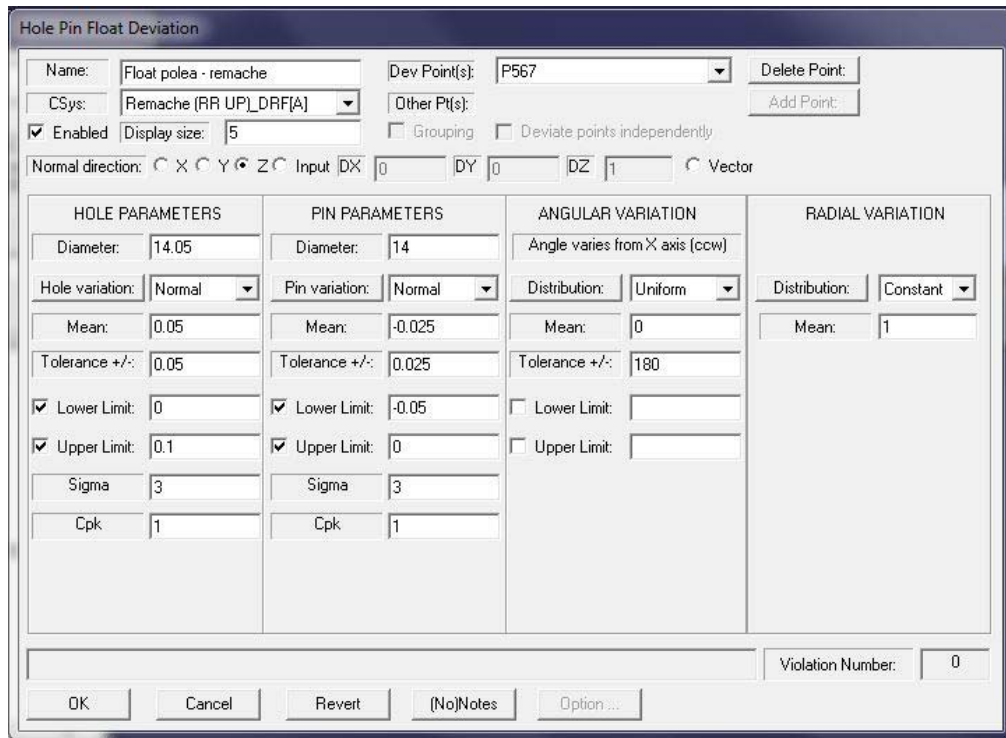 Hole Pin Float Deviation
Name: Float polea - remache Dev Point(s): P567 Delete Point:
CSys: Remache (RR UP)_DRF[A] Other Pt(s): Add Point:
Enabled Display size: 5 Grouping Deviate points independently
Normal direction: X Y Z Input DX 0 DY 0 DZ 1 Vector
HOLE PARAMETERS PIN PARAMETERS ANGULAR VARIATION RADIAL VARIATION
Diameter: 14.05 Diameter: 14 Angle varies from X axis (ccw)
Hole variation: Normal Pin variation: Normal Distribution: Uniform Distribution: Constant
Mean: 0.05 Mean: -0.025 Mean: 0 Mean: 1
Tolerance +/-: 0.05 Tolerance +/-: 0.025 Tolerance +/-: 180
Lower Limit: 0 Lower Limit: -0.05 Lower Limit:
Upper Limit: 0.1 Upper Limit: 0 Upper Limit:
Sigma 3 Sigma 3
Cpk 1 Cpk 1
Violation Number: 0
OK Cancel Revert (No)Notes Option ...